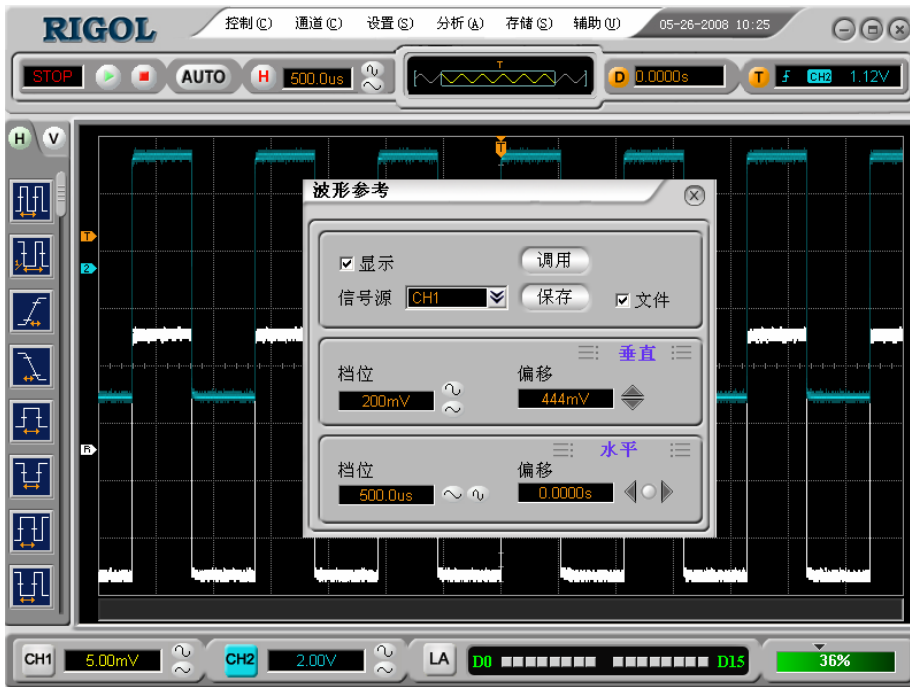 RIGOL 控制(C) 通道(C) 设置(S) 分析(A) 存储(S) 辅助(U) 05-26-2008 10:25
STOP AUTO H 500.0us T D 0.0000s T CH2 1.12V
H V
T
波形参考
T
2
显示 调用
信号源 CH1 保存 文件
垂直
档位 偏移
200mV 444mV
R
水平
档位 偏移
500.0us 0.0000s
CH1 5.00mV CH2 2.00V LA D0 D15 36%